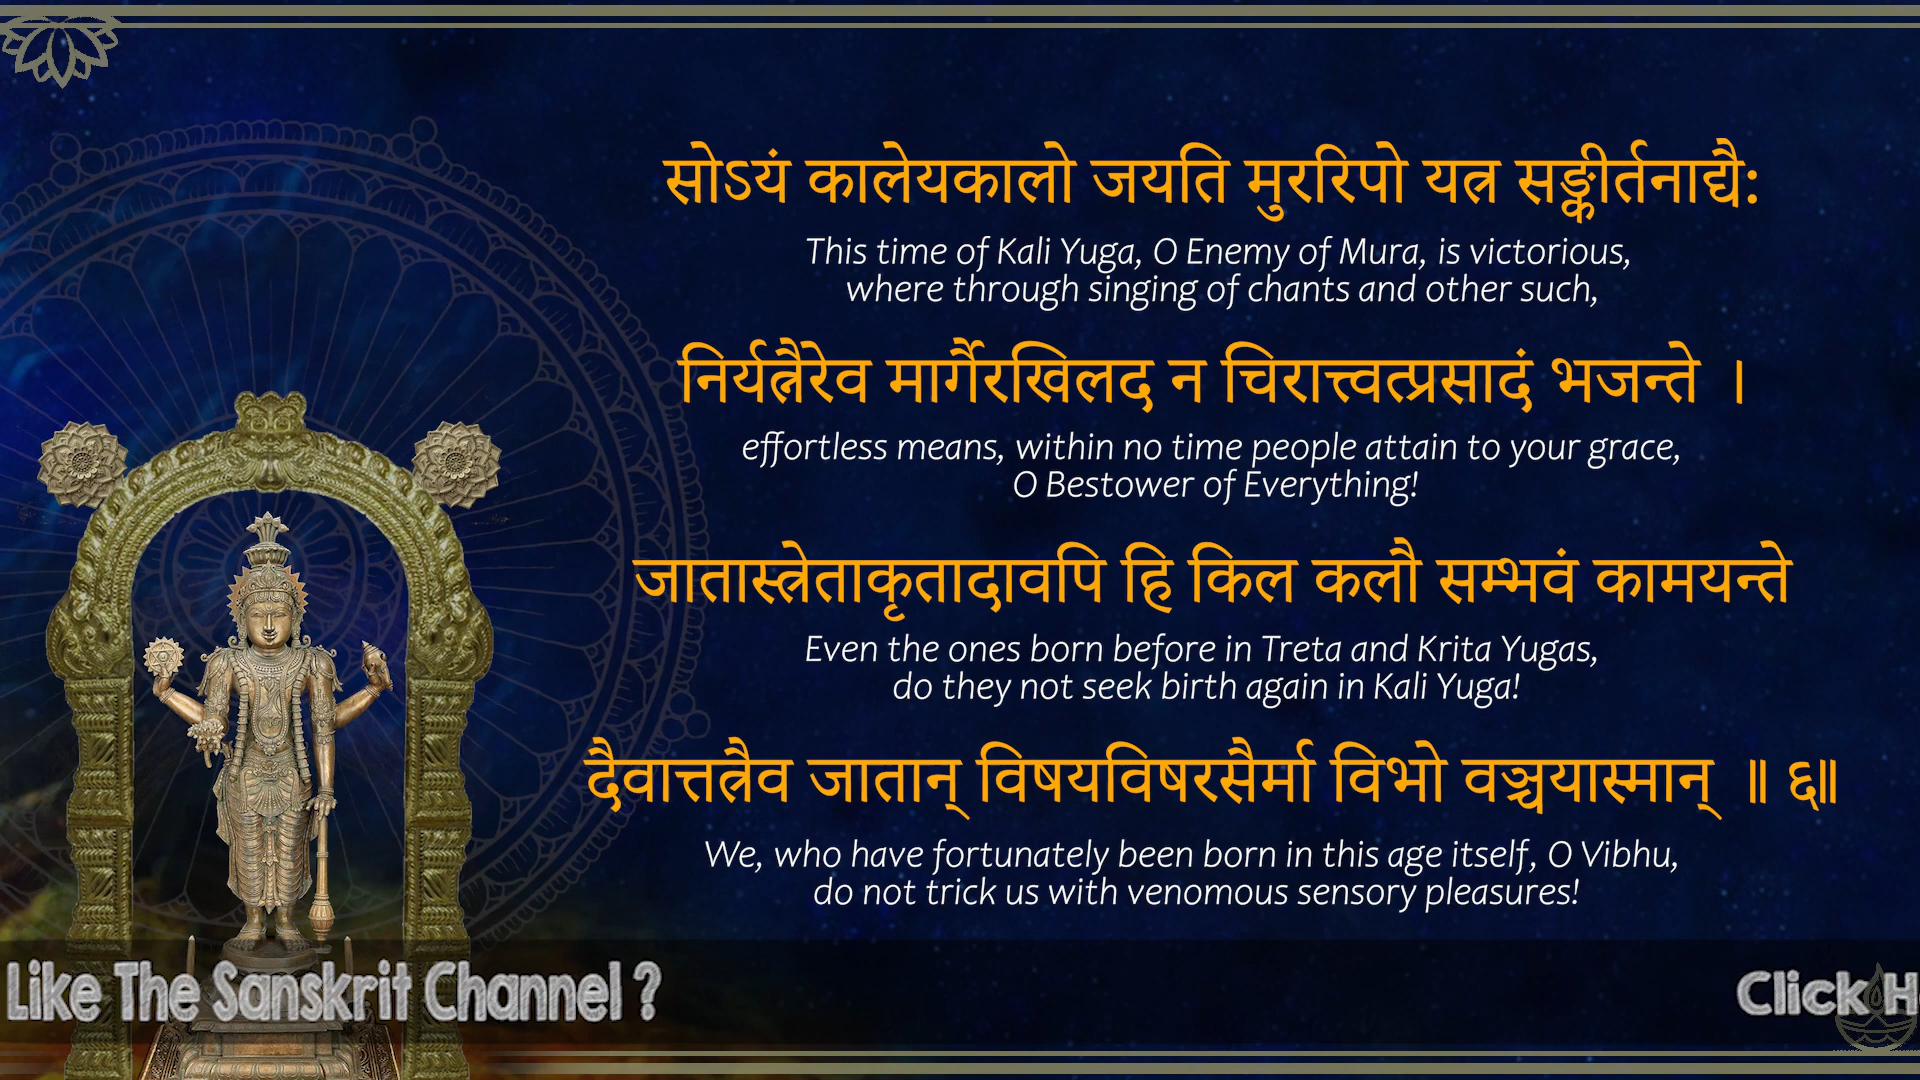 सोऽयं कालेयकालो जयति मुररिपो यत्र सङ्कीर्तनाद्यै:
This time of Kali Yuga, O Enemy of Mura, is victorious,
where through singing of chants and other such,
निर्यत्नैरेव मार्गैरखिलद न चिरात्त्वत्प्रसादं भजन्ते ।
effortless means, within no time people attain to your grace,
O Bestower of Everything!
जातास्त्रेताकृतादावपि हि किल कलौ सम्भवं कामयन्ते
Even the ones born before in Treta and Krita Yugas,
do they not seek birth again in Kali Yuga!
दैवात्तत्रैव जातान् विषयविषरसैर्मा विभो वञ्चयास्मान् ॥ ६॥
We, who have fortunately been born in this age itself, O Vibhu,
do not trick us with venomous sensory pleasures!
Like The Sanskrit Channel ? Click H